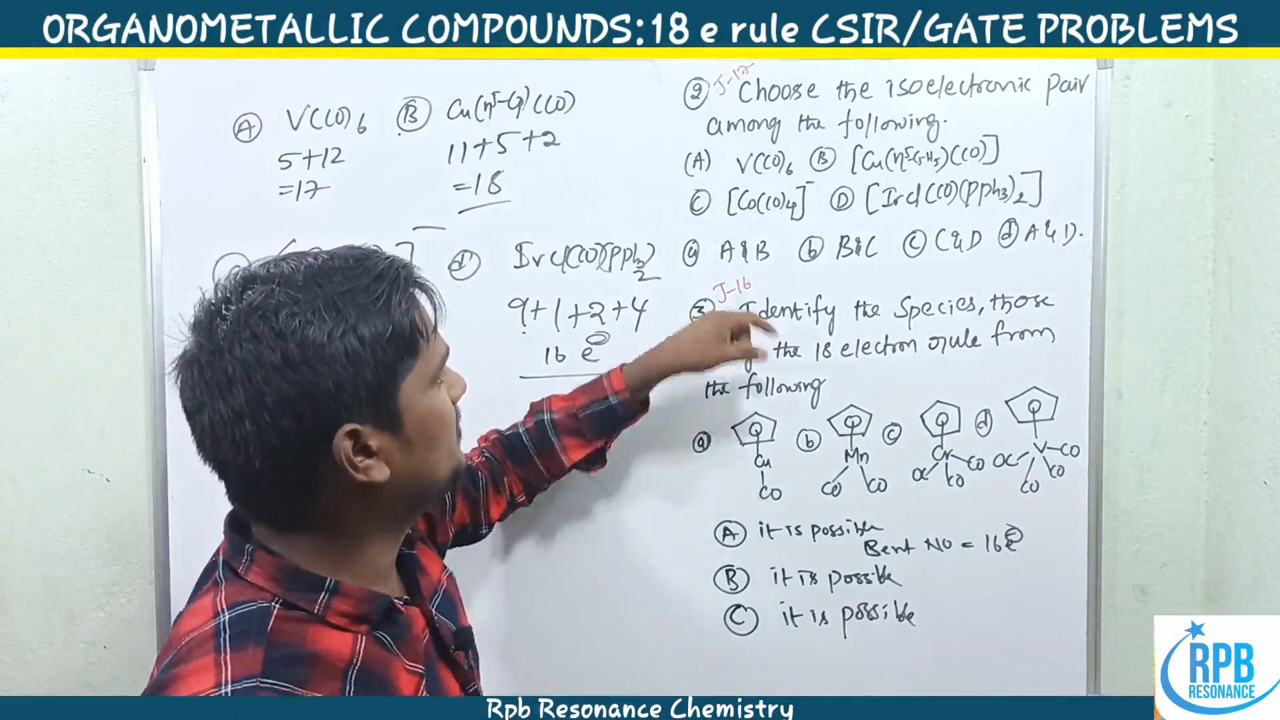 ORGANOMETALLIC COMPOUNDS:18 e rule CSIR/GATE PROBLEMS
A V(CO)6
5+12
=17
B Cu(η5-Cp)(CO)
11+5+2
=18
d IrCl(CO)(PPh3)2
9+1+2+4
16 e
2 J-17 Choose the isoelectronic pair
among the following.
(A) V(CO)6 B [Cu(η5C5H5)(CO)]
C [Co(CO)4]- D [IrCl(CO)(PPh3)2]
a A&B b B&C c C&D d A&D.
3 J-16 Identify the Species, those
the 18 electron rule from
the following
a Cu CO
b Mn CO CO
c Cr OC CO CO
d V OC CO CO CO
A it is possible
Bent NO = 16e-
B it is possible
C it is possible
RPB
RESONANCE
Rpb Resonance Chemistry